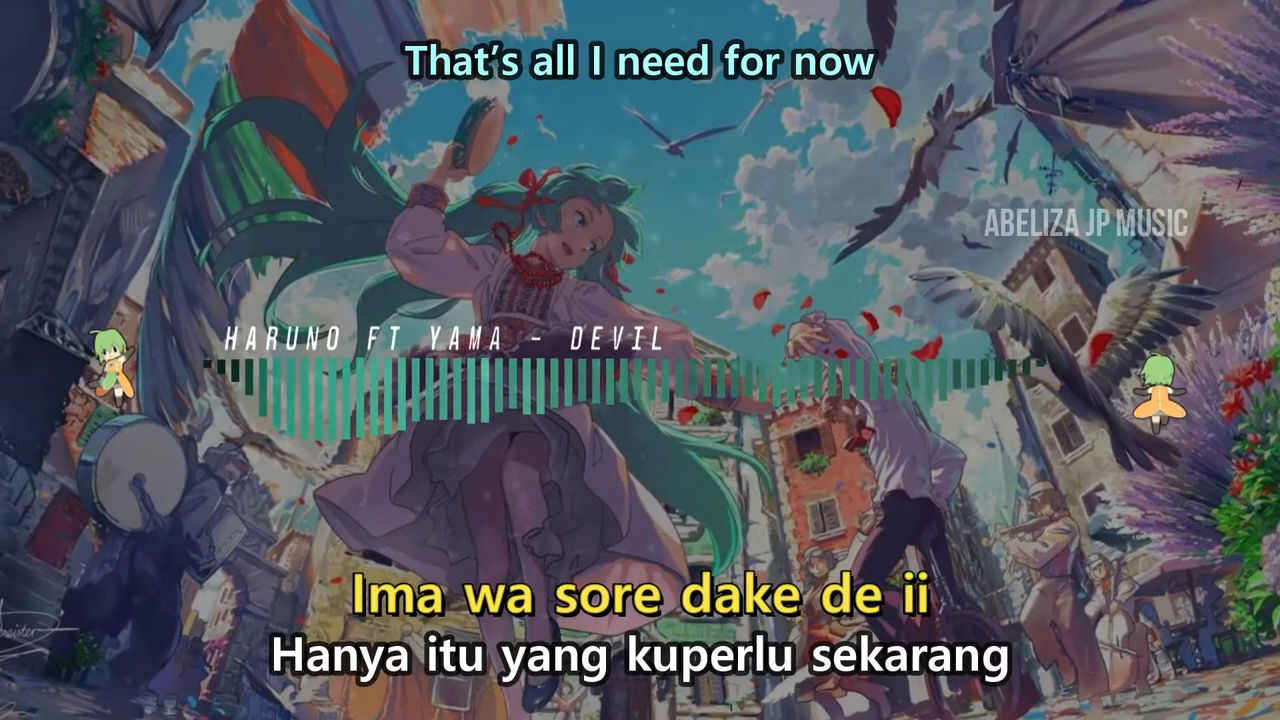 That's all I need for now
ABELIZA JP MUSIC
HARUNO FT YAMA - DEVIL
Ima wa sore dake de ii
Hanya itu yang kuperlu sekarang